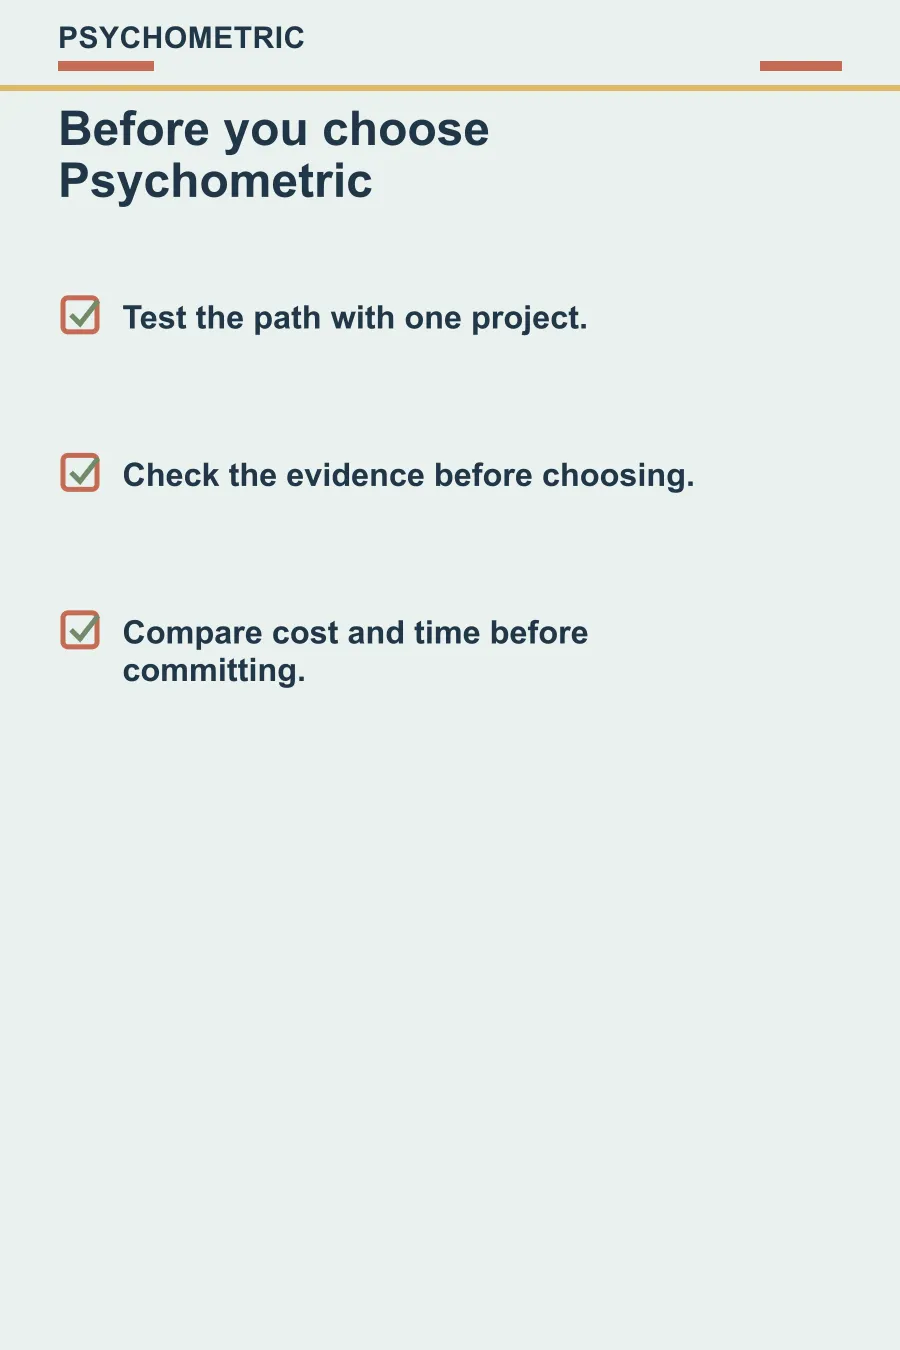 PSYCHOMETRIC
Before you choose
Psychometric
Test the path with one project.
Check the evidence before choosing.
Compare cost and time before
committing.